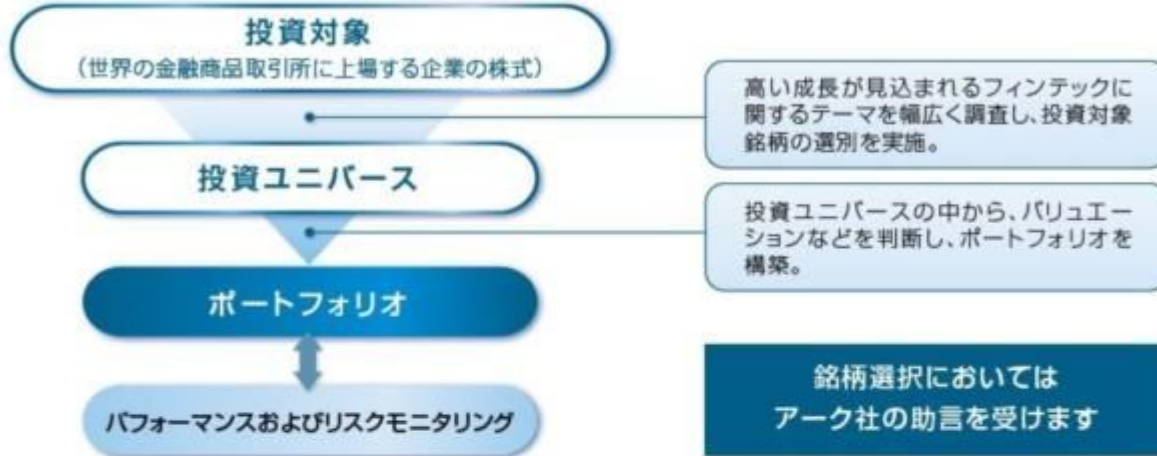 投資対象
（世界の金融商品取引所に上場する企業の株式）
高い成長が見込まれるフィンテックに
関するテーマを幅広く調査し、投資対象
銘柄の選別を実施。
投資ユニバース
投資ユニバースの中から、バリュエー
ションなどを判断し、ポートフォリオを
構築。
ポートフォリオ
パフォーマンスおよびリスクモニタリング
銘柄選択においては
アーク社の助言を受けます